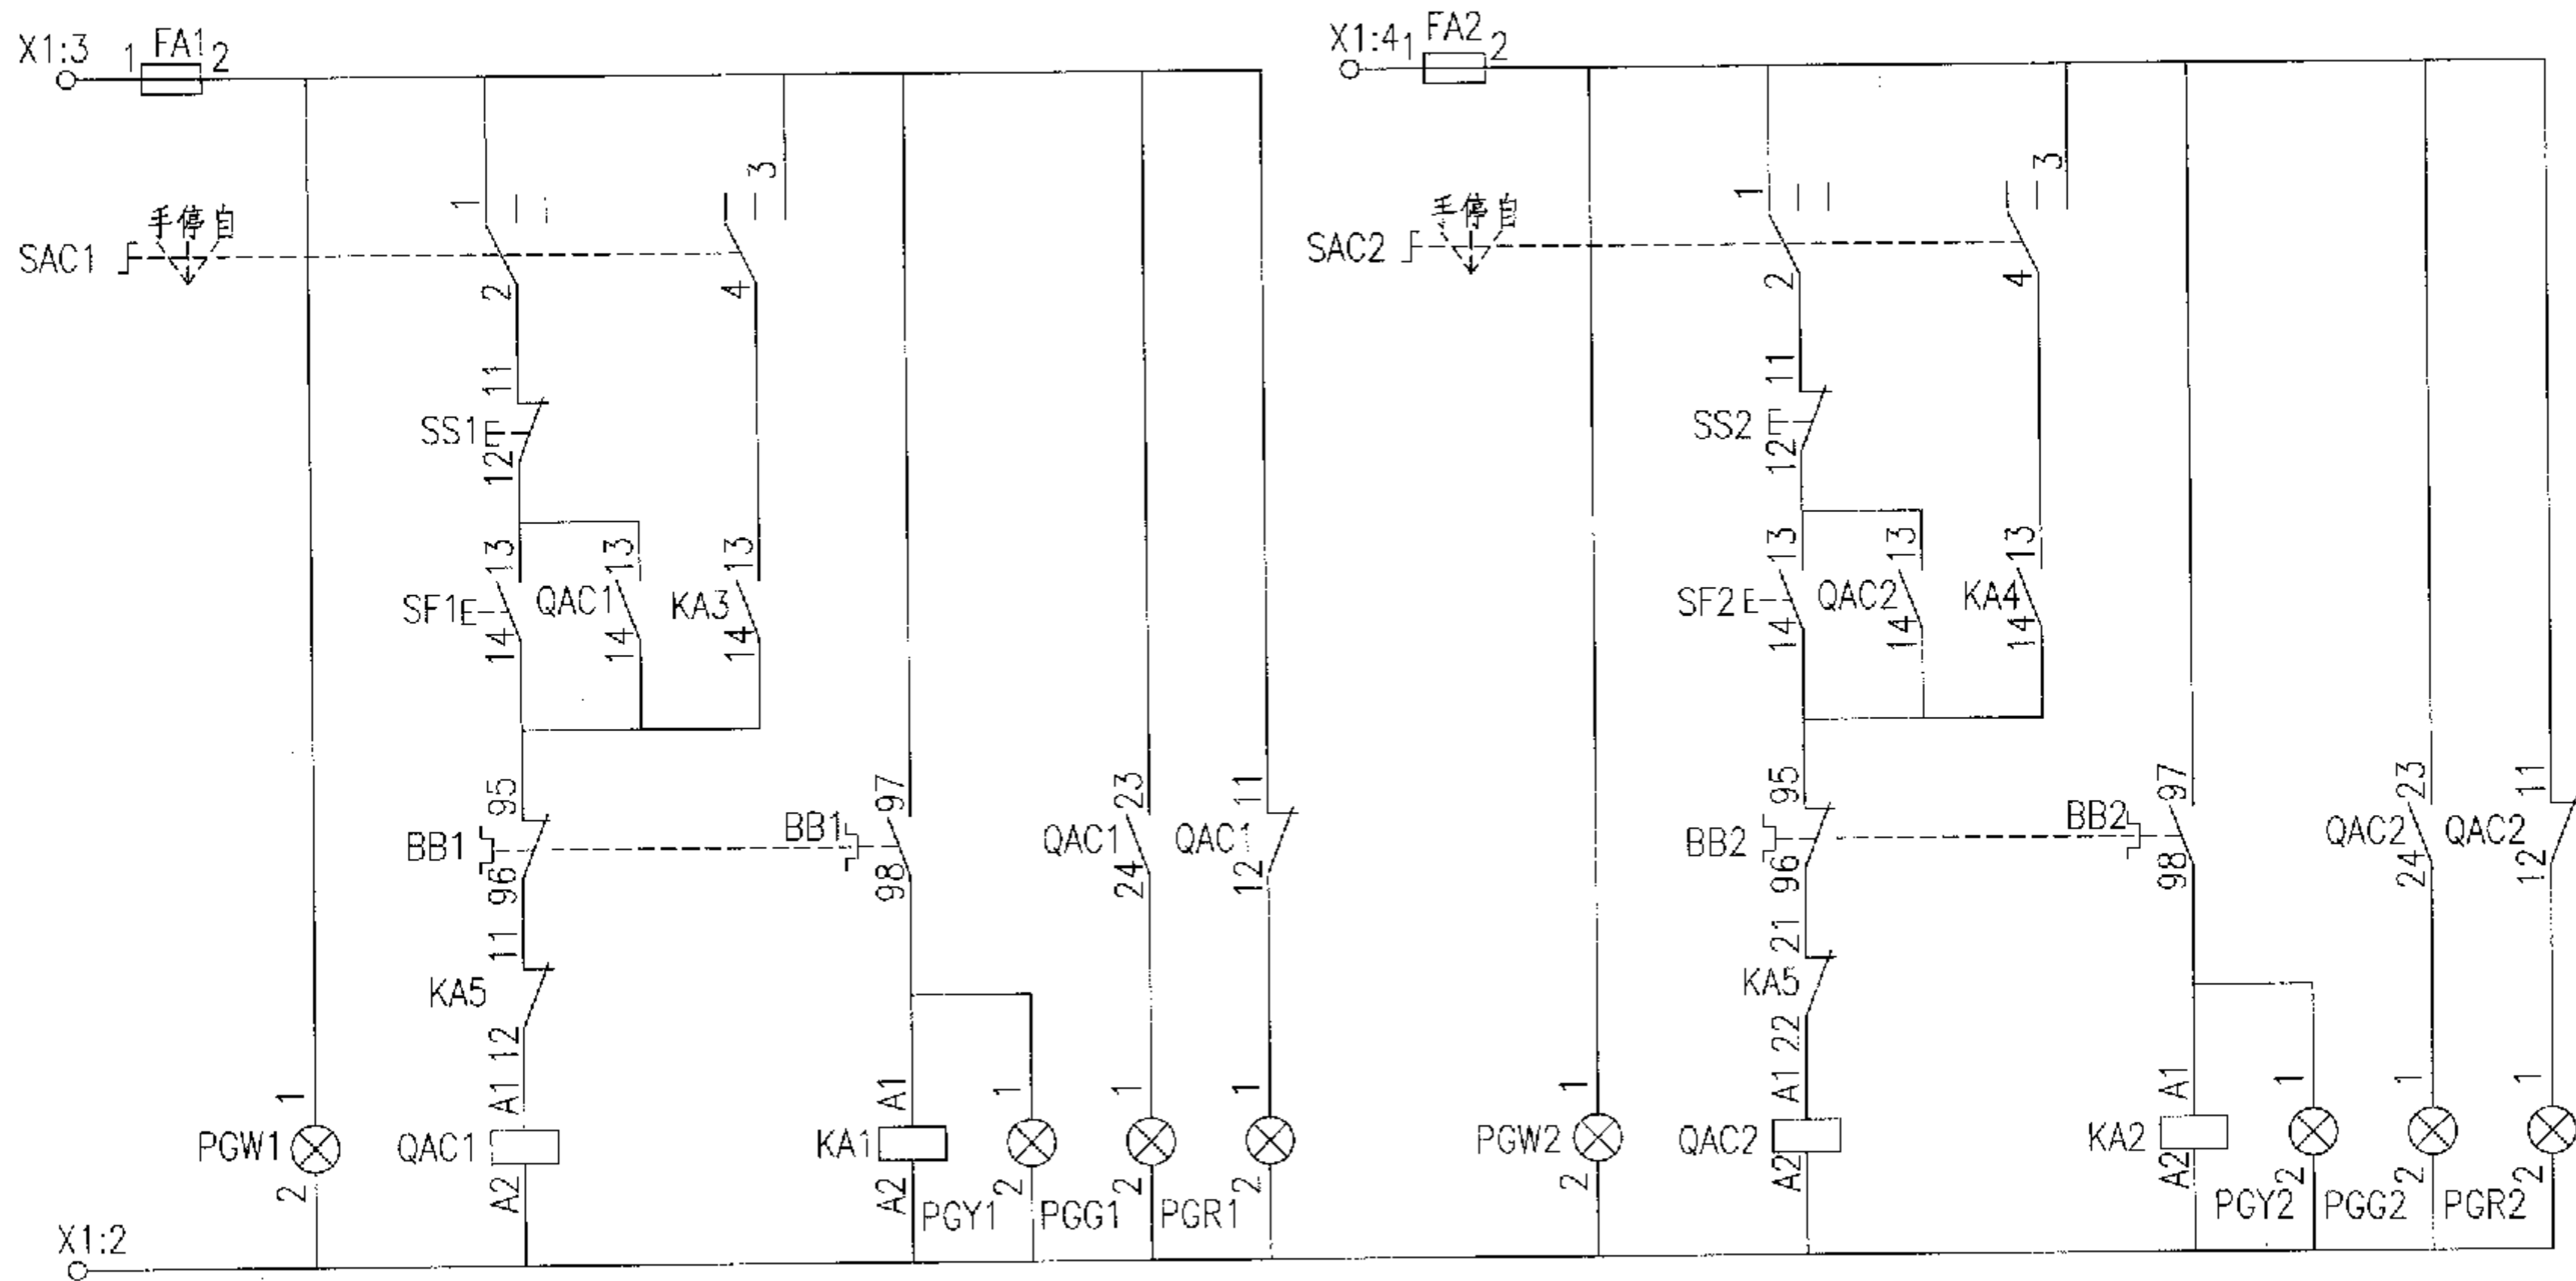 X1:3 1 FA1 2
手停自
SAC1
1
2
3
4
11
SS1
12
13
SF1
14
13
QAC1
14
13
KA3
14
95
BB1
96
11
KA5
12
A1
QAC1
A2
1
PGW1
2
97
BB1
98
A1
KA1
A2
1
2
PGY1
23
QAC1
24
1
2
PGG1
11
QAC1
12
1
2
PGR1
X1:2
X1:4 1 FA2 2
手停自
SAC2
1
2
3
4
11
SS2
12
13
SF2
14
13
QAC2
14
13
KA4
14
95
BB2
96
21
KA5
22
A1
QAC2
A2
1
PGW2
2
97
BB2
98
A1
KA2
A2
1
2
PGY2
23
QAC2
24
1
2
PGG2
11
QAC2
12
1
2
PGR2